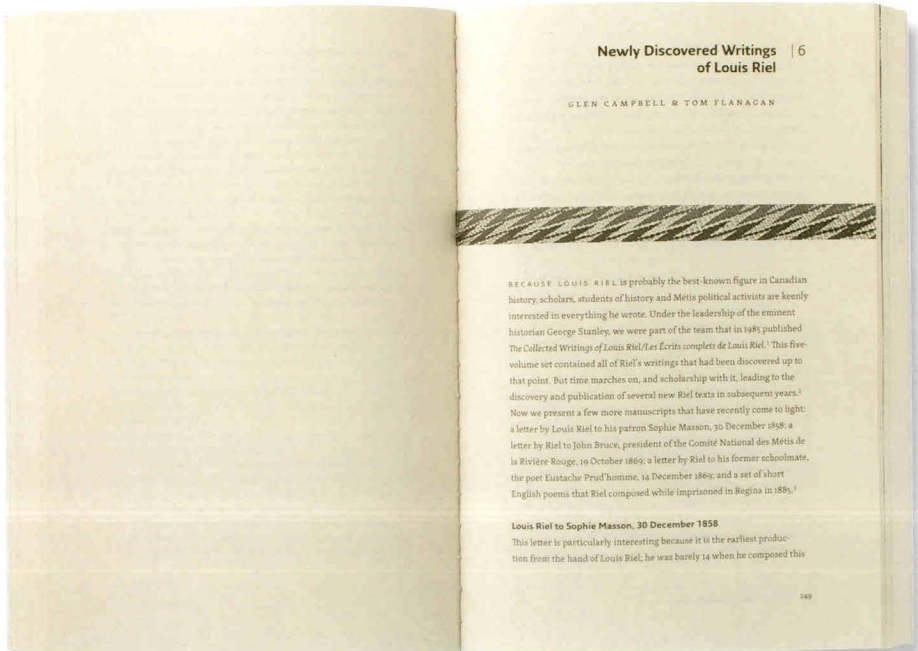 Newly Discovered Writings | 6
of Louis Riel
GLEN CAMPBELL & TOM FLANAGAN
BECAUSE LOUIS RIEL is probably the best-known figure in Canadian
history, scholars, students of history and Métis political activists are keenly
interested in everything he wrote. Under the leadership of the eminent
historian George Stanley, we were part of the team that in 1985 published
The Collected Writings of Louis Riel/Les Écrits complets de Louis Riel.¹ This five-
volume set contained all of Riel's writings that had been discovered up to
that point. But time marches on, and scholarship with it, leading to the
discovery and publication of several new Riel texts in subsequent years.²
Now we present a few more manuscripts that have recently come to light:
a letter by Louis Riel to his patron Sophie Masson, 30 December 1858; a
letter by Riel to John Bruce, president of the Comité National des Métis de
la Rivière Rouge, 19 October 1869; a letter by Riel to his former schoolmate,
the poet Eustache Prud'homme, 14 December 1869; and a set of short
English poems that Riel composed while imprisoned in Regina in 1885.³
Louis Riel to Sophie Masson, 30 December 1858
This letter is particularly interesting because it is the earliest produc-
tion from the hand of Louis Riel; he was barely 14 when he composed this
249